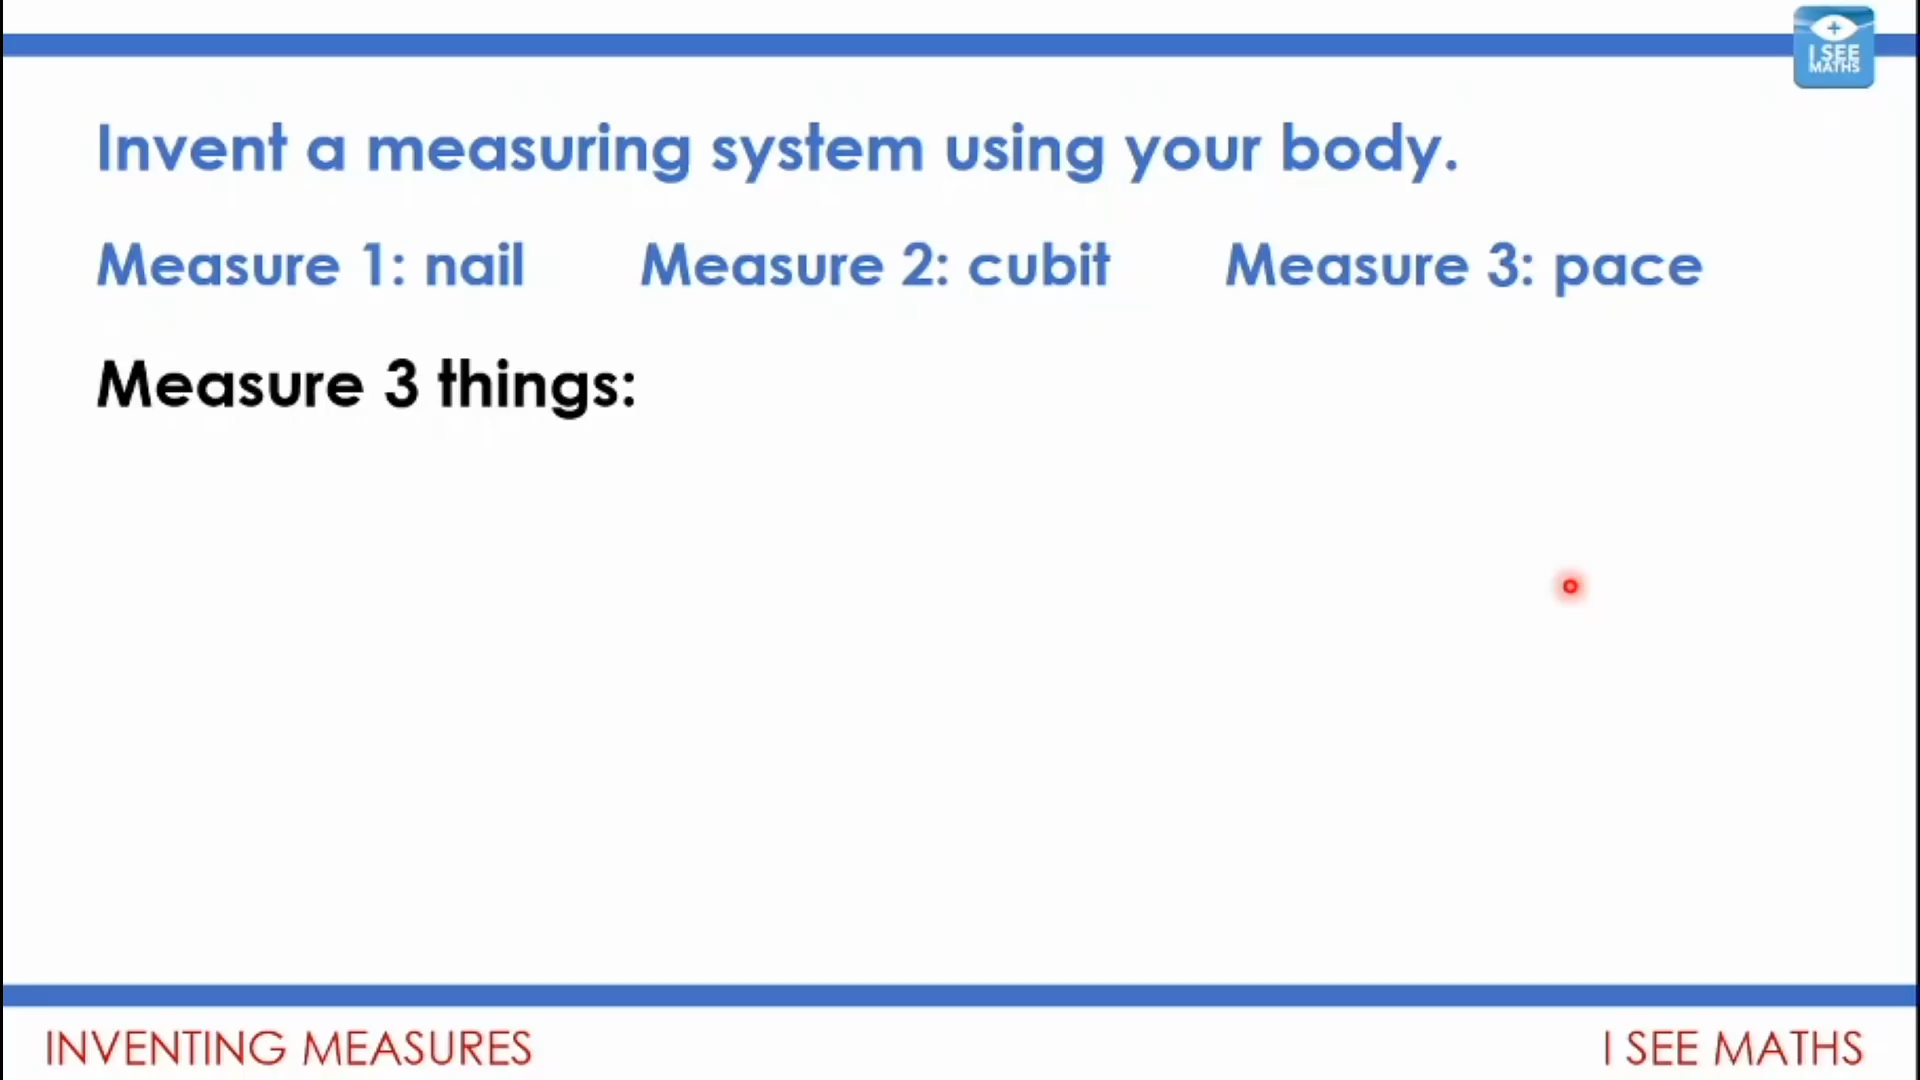 I SEE
MATHS
Invent a measuring system using your body.
Measure 1: nail Measure 2: cubit Measure 3: pace
Measure 3 things:
INVENTING MEASURES I SEE MATHS